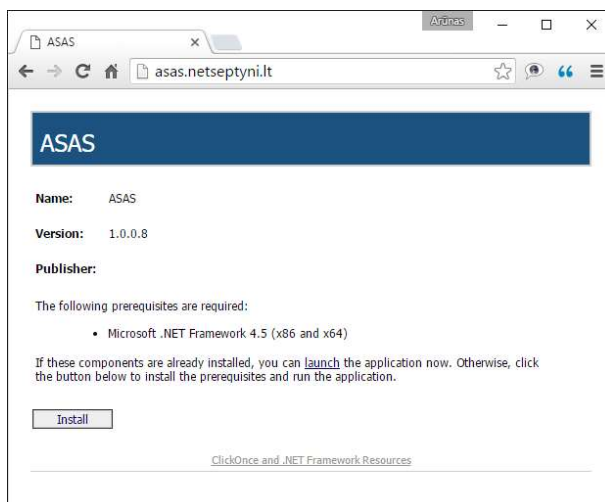 Arūnas
ASAS
asas.netseptyni.lt
ASAS
Name: ASAS
Version: 1.0.0.8
Publisher:
The following prerequisites are required:
• Microsoft .NET Framework 4.5 (x86 and x64)
If these components are already installed, you can launch the application now. Otherwise, click
the button below to install the prerequisites and run the application.
Install
ClickOnce and .NET Framework Resources